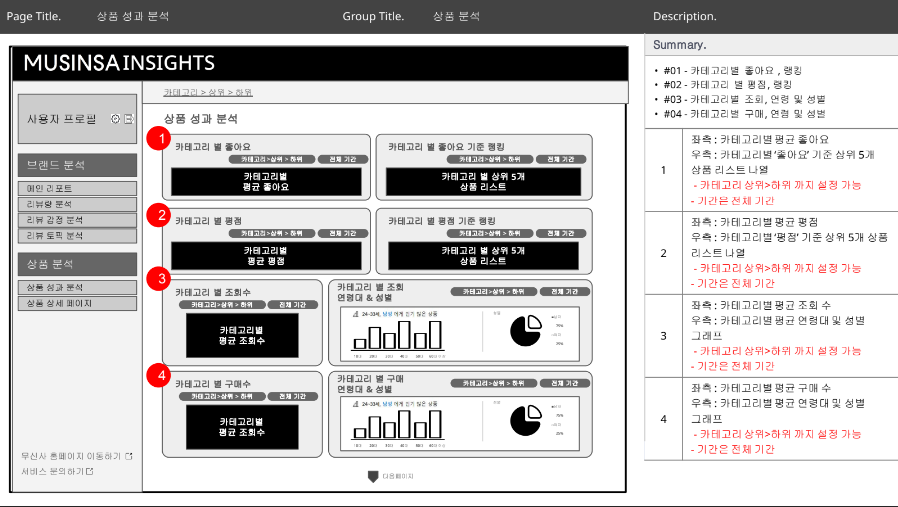 Page Title.
상품 성과 분석
Group Title.
상품 분석
Description.
MUSINSA INSIGHTS
사용자 프로필
브랜드 분석
메인 리포트
리뷰량 분석
리뷰 감정 분석
리뷰 토픽 분석
상품 분석
상품 성과 분석
상품 상세 페이지
무신사 홈페이지 이동하기
서비스 문의하기
카테고리 > 상위 > 하위
상품 성과 분석
1
카테고리 별 좋아요
카테고리>상위 > 하위
전체 기간
카테고리별
평균 좋아요
카테고리 별 좋아요 기준 랭킹
카테고리>상위 > 하위
전체 기간
카테고리 별 상위 5개
상품 리스트
2
카테고리 별 평점
카테고리>상위 > 하위
전체 기간
카테고리별
평균 평점
카테고리 별 평점 기준 랭킹
카테고리>상위 > 하위
전체 기간
카테고리 별 상위 5개
상품 리스트
3
카테고리 별 조회수
카테고리>상위 > 하위
전체 기간
카테고리별
평균 조회수
카테고리 별 조회
연령대 & 성별
카테고리>상위 > 하위
전체 기간
24~33세, 남성 에게 인기 많은 상품
4
카테고리 별 구매수
카테고리>상위 > 하위
전체 기간
카테고리별
평균 조회수
카테고리 별 구매
연령대 & 성별
카테고리>상위 > 하위
전체 기간
24~33세, 남성 에게 인기 많은 상품
다음페이지
Summary.
• #01 - 카테고리별 좋아요 , 랭킹
• #02 - 카테고리 별 평점, 랭킹
• #03 - 카테고리별 조회, 연령 및 성별
• #04 - 카테고리별 구매, 연령 및 성별
1
좌측 : 카테고리별 평균 좋아요
우측 : 카테고리별 '좋아요' 기준 상위 5개
상품 리스트 나열
- 카테고리 상위>하위 까지 설정 가능
- 기간은 전체 기간
2
좌측 : 카테고리별 평균 평점
우측 : 카테고리별 '평점' 기준 상위 5개 상품
리스트 나열
- 카테고리 상위>하위 까지 설정 가능
- 기간은 전체 기간
3
좌측 : 카테고리별 평균 조회 수
우측 : 카테고리별 평균 연령대 및 성별
그래프
- 카테고리 상위>하위 까지 설정 가능
- 기간은 전체 기간
4
좌측 : 카테고리별 평균 구매 수
우측 : 카테고리별 평균 연령대 및 성별
그래프
- 카테고리 상위>하위 까지 설정 가능
- 기간은 전체 기간